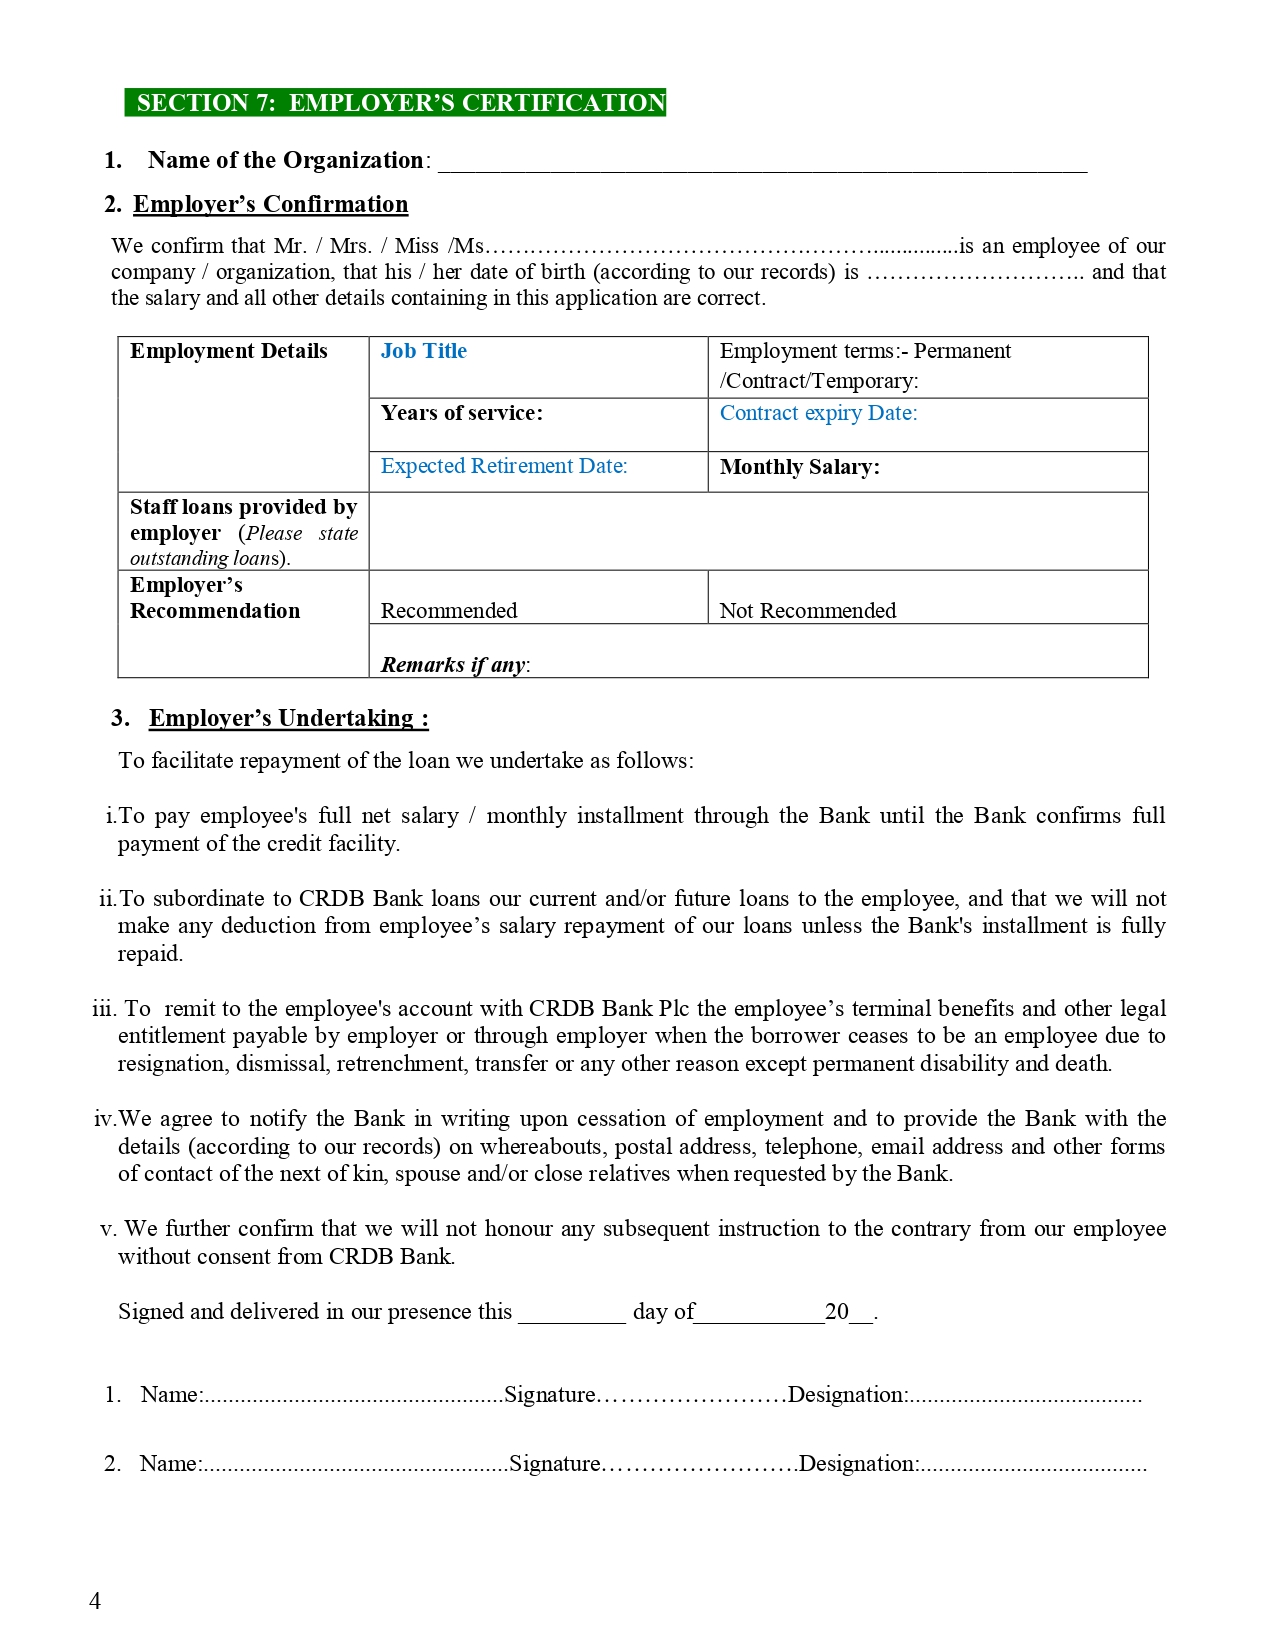 SECTION 7:  EMPLOYER’S CERTIFICATION
1. Name of the Organization: ____________________________________________________
2. Employer’s Confirmation
We confirm that Mr. / Mrs. / Miss /Ms……………………………………………...............is an employee of our
company / organization, that his / her date of birth (according to our records) is ……………………….. and that
the salary and all other details containing in this application are correct.
Employment Details
Job Title
Employment terms:- Permanent
/Contract/Temporary:
Years of service:
Contract expiry Date:
Expected Retirement Date:
Monthly Salary:
Staff loans provided by
employer (Please state
outstanding loans).
Employer’s
Recommendation
Recommended
Not Recommended
Remarks if any:
3. Employer’s Undertaking :
To facilitate repayment of the loan we undertake as follows:
i.To pay employee's full net salary / monthly installment through the Bank until the Bank confirms full
payment of the credit facility.
ii.To subordinate to CRDB Bank loans our current and/or future loans to the employee, and that we will not
make any deduction from employee’s salary repayment of our loans unless the Bank's installment is fully
repaid.
iii. To  remit to the employee's account with CRDB Bank Plc the employee’s terminal benefits and other legal
entitlement payable by employer or through employer when the borrower ceases to be an employee due to
resignation, dismissal, retrenchment, transfer or any other reason except permanent disability and death.
iv.We agree to notify the Bank in writing upon cessation of employment and to provide the Bank with the
details (according to our records) on whereabouts, postal address, telephone, email address and other forms
of contact of the next of kin, spouse and/or close relatives when requested by the Bank.
v. We further confirm that we will not honour any subsequent instruction to the contrary from our employee
without consent from CRDB Bank.
Signed and delivered in our presence this _________ day of___________20__.
1. Name:..................................................Signature……………………Designation:.......................................
2. Name:...................................................Signature…………………….Designation:......................................
4